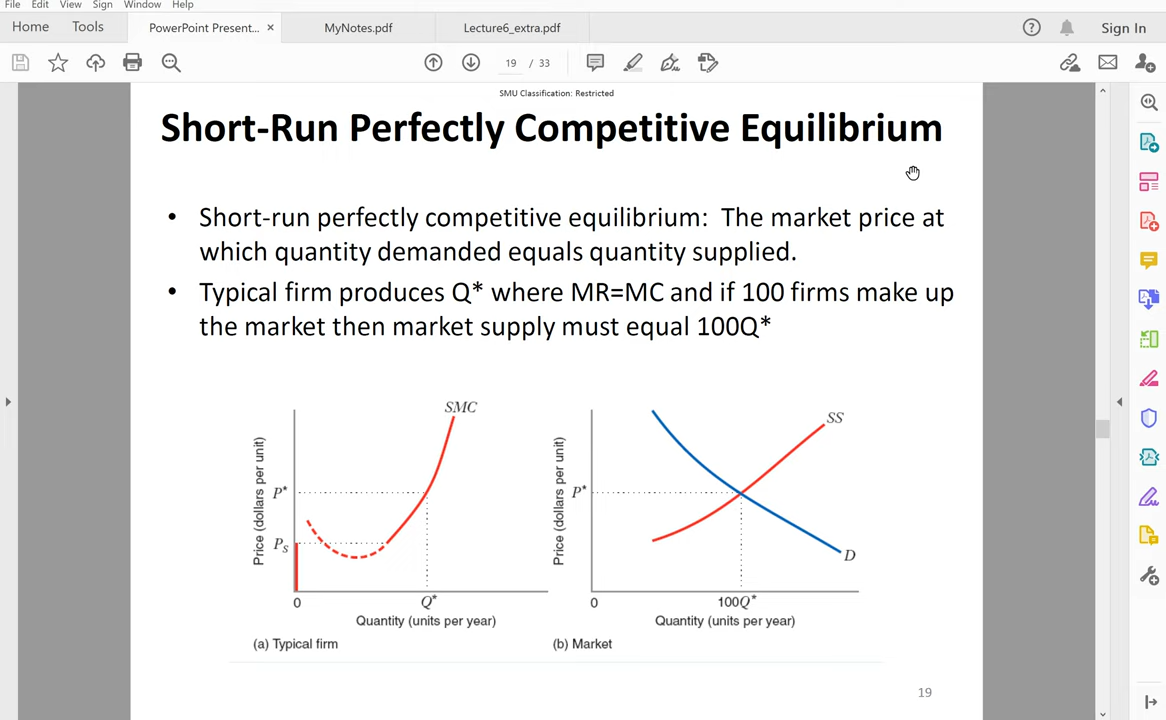 File Edit View Sign Window Help
Home Tools PowerPoint Present... × MyNotes.pdf Lecture6_extra.pdf ? Sign In
19 / 33
SMU Classification: Restricted
Short-Run Perfectly Competitive Equilibrium
• Short-run perfectly competitive equilibrium: The market price at
which quantity demanded equals quantity supplied.
• Typical firm produces Q* where MR=MC and if 100 firms make up
the market then market supply must equal 100Q*
SMC
Price (dollars per unit)
P*
PS
0
Q*
Quantity (units per year)
(a) Typical firm
SS
Price (dollars per unit)
P*
D
0
100Q*
Quantity (units per year)
(b) Market
19